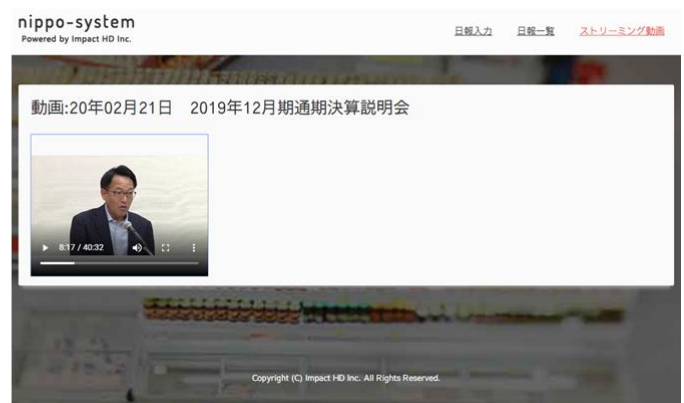 nippo-system
Powered by Impact HD Inc.
日報入力 日報一覧 ストリーミング動画
動画:20年02月21日 2019年12月期通期決算説明会
8:17 / 40:32
Copyright (C) Impact HD Inc. All Rights Reserved.